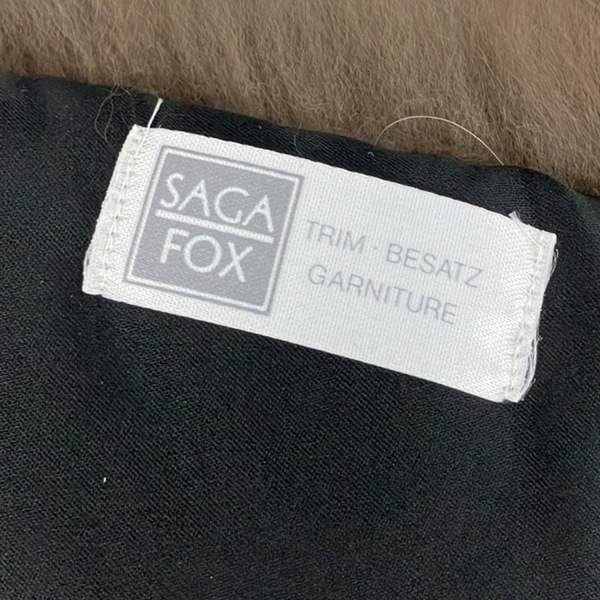 SAGA
FOX
TRIM · BESATZ
GARNITURE